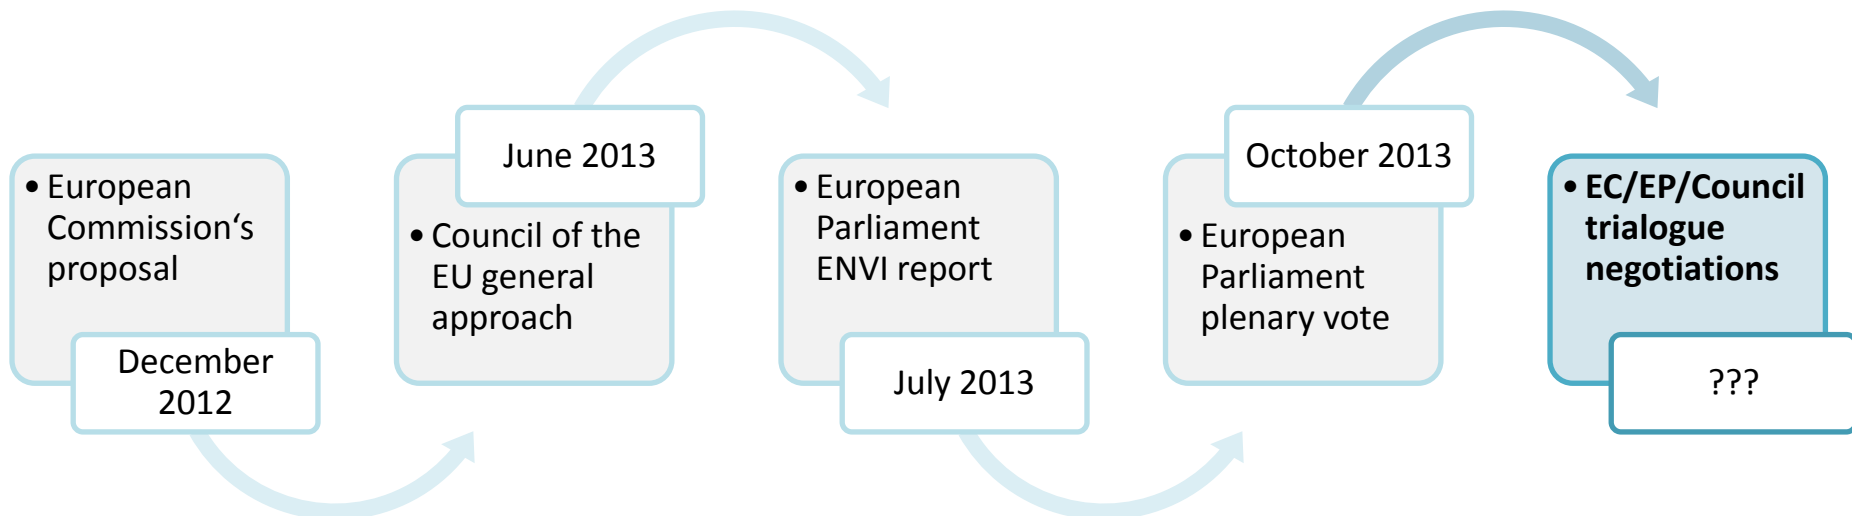 • European
Commission‘s
proposal
December
2012
June 2013
• Council of the
EU general
approach
• European
Parliament
ENVI report
July 2013
October 2013
• European
Parliament
plenary vote
• EC/EP/Council
trialogue
negotiations
???